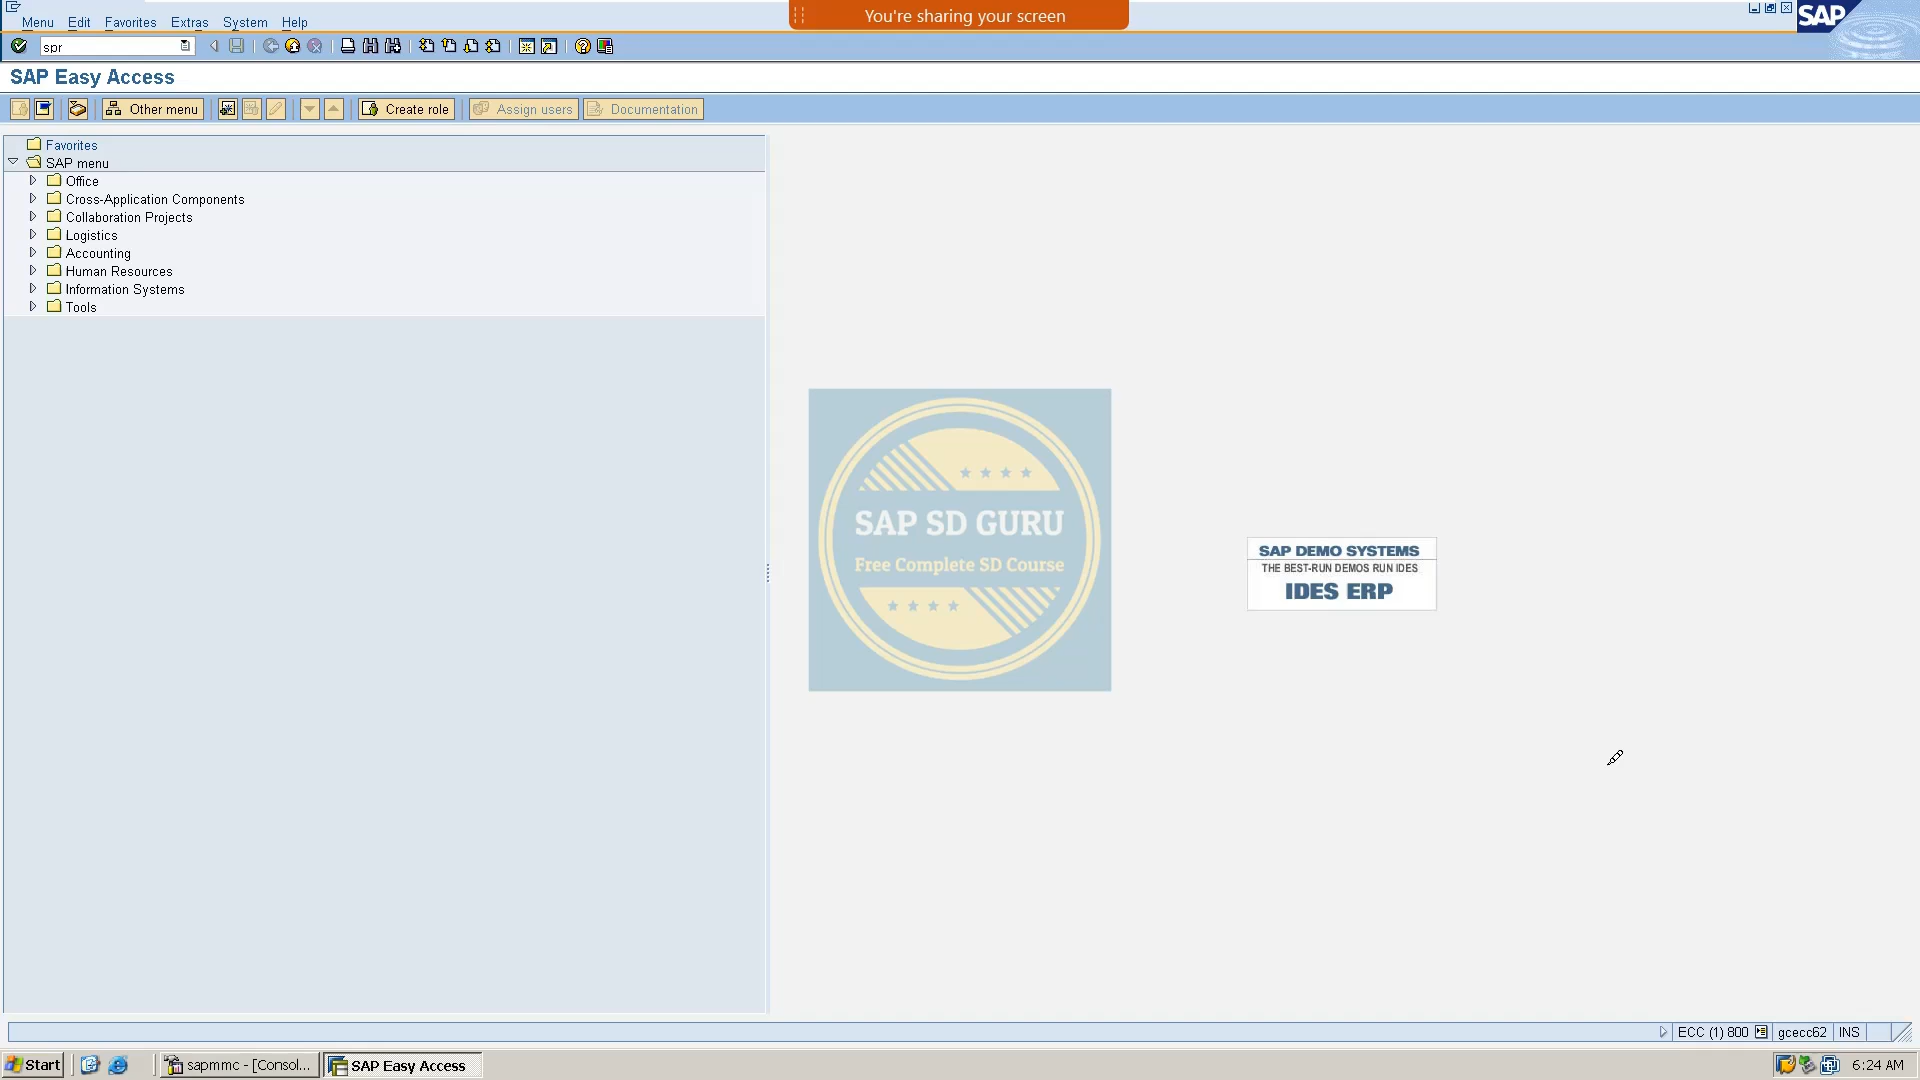 You're sharing your screen
Menu Edit Favorites Extras System Help
SAP
spr
SAP Easy Access
Other menu Create role Assign users Documentation
Favorites
SAP menu
Office
Cross-Application Components
Collaboration Projects
Logistics
Accounting
Human Resources
Information Systems
Tools
SAP SD GURU
Free Complete SD Course
SAP DEMO SYSTEMS
THE BEST-RUN DEMOS RUN IDES
IDES ERP
ECC (1) 800 gcecc62 INS
Start sapmmc - [Consol... SAP Easy Access 6:24 AM